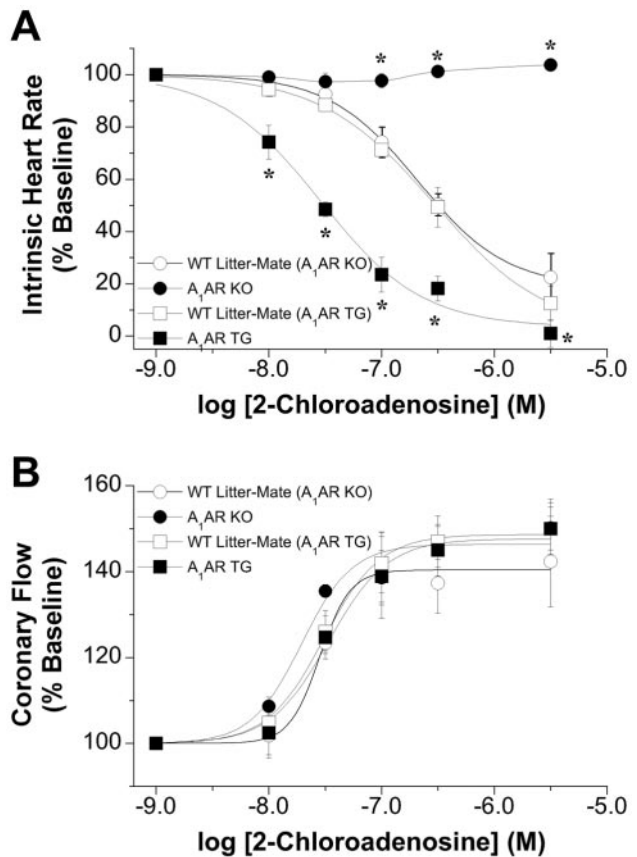 A
Intrinsic Heart Rate
(% Baseline)
100
80
60
40
20
0
* * *
*
*
* * *
WT Litter-Mate (A₁AR KO)
A₁AR KO
WT Litter-Mate (A₁AR TG)
A₁AR TG
-9.0 -8.0 -7.0 -6.0 -5.0
log [2-Chloroadenosine] (M)
B
Coronary Flow
(% Baseline)
160
140
120
100
WT Litter-Mate (A₁AR KO)
A₁AR KO
WT Litter-Mate (A₁AR TG)
A₁AR TG
-9.0 -8.0 -7.0 -6.0 -5.0
log [2-Chloroadenosine] (M)